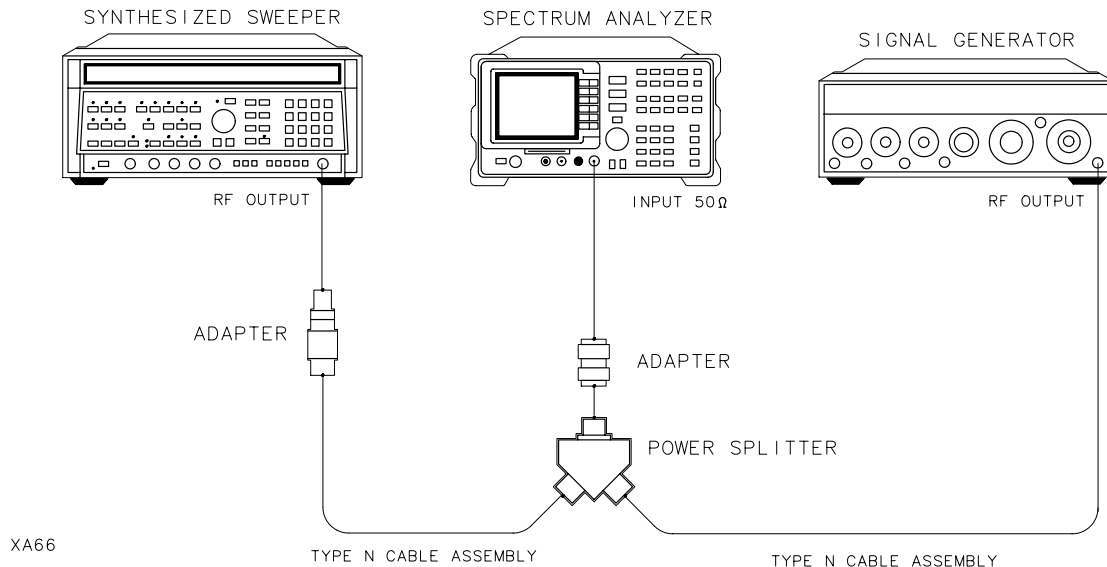 SYNTHESIZED SWEEPER
SPECTRUM ANALYZER
SIGNAL GENERATOR
RF OUTPUT
INPUT 50Ω
RF OUTPUT
ADAPTER
ADAPTER
POWER SPLITTER
XA66
TYPE N CABLE ASSEMBLY
TYPE N CABLE ASSEMBLY